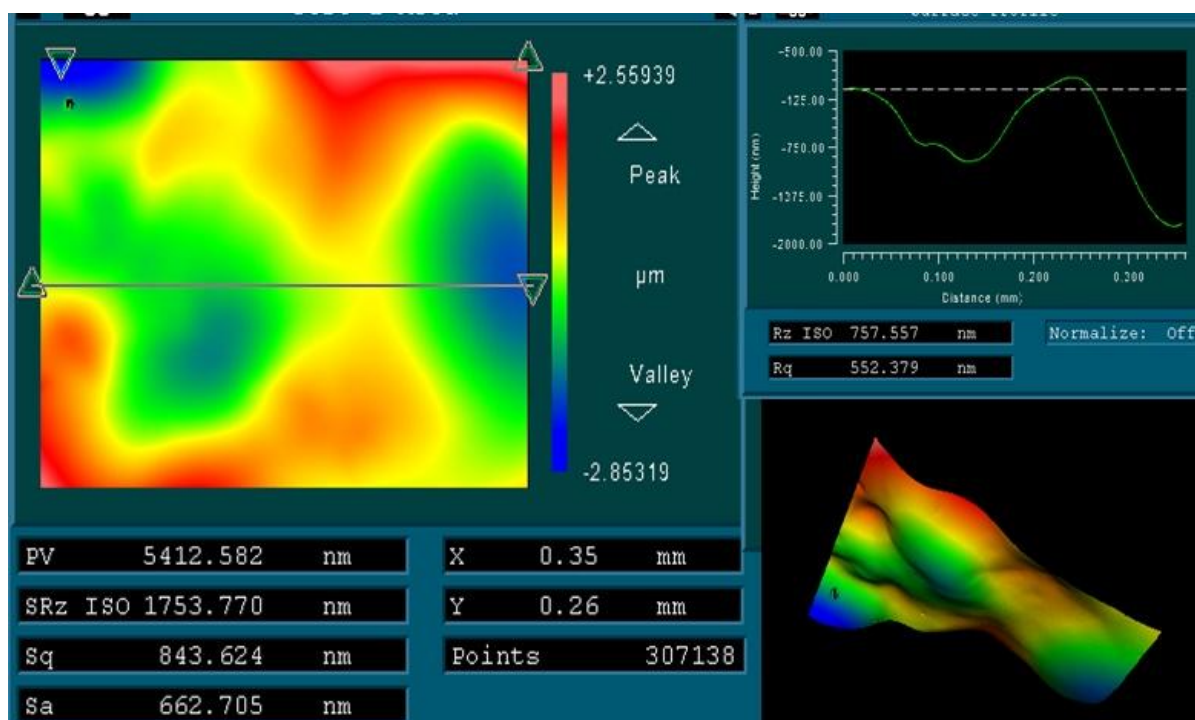 Surface Profile
+2.55939
Peak
µm
Valley
-2.85319
-500.00
-125.00
-750.00
-1375.00
-2000.00
Height (nm)
0.000 0.100 0.200 0.300
Distance (mm)
Rz ISO 757.557 nm
Normalize: Off
Rq 552.379 nm
PV 5412.582 nm
X 0.35 mm
SRz ISO 1753.770 nm
Y 0.26 mm
Sq 843.624 nm
Points 307138
Sa 662.705 nm